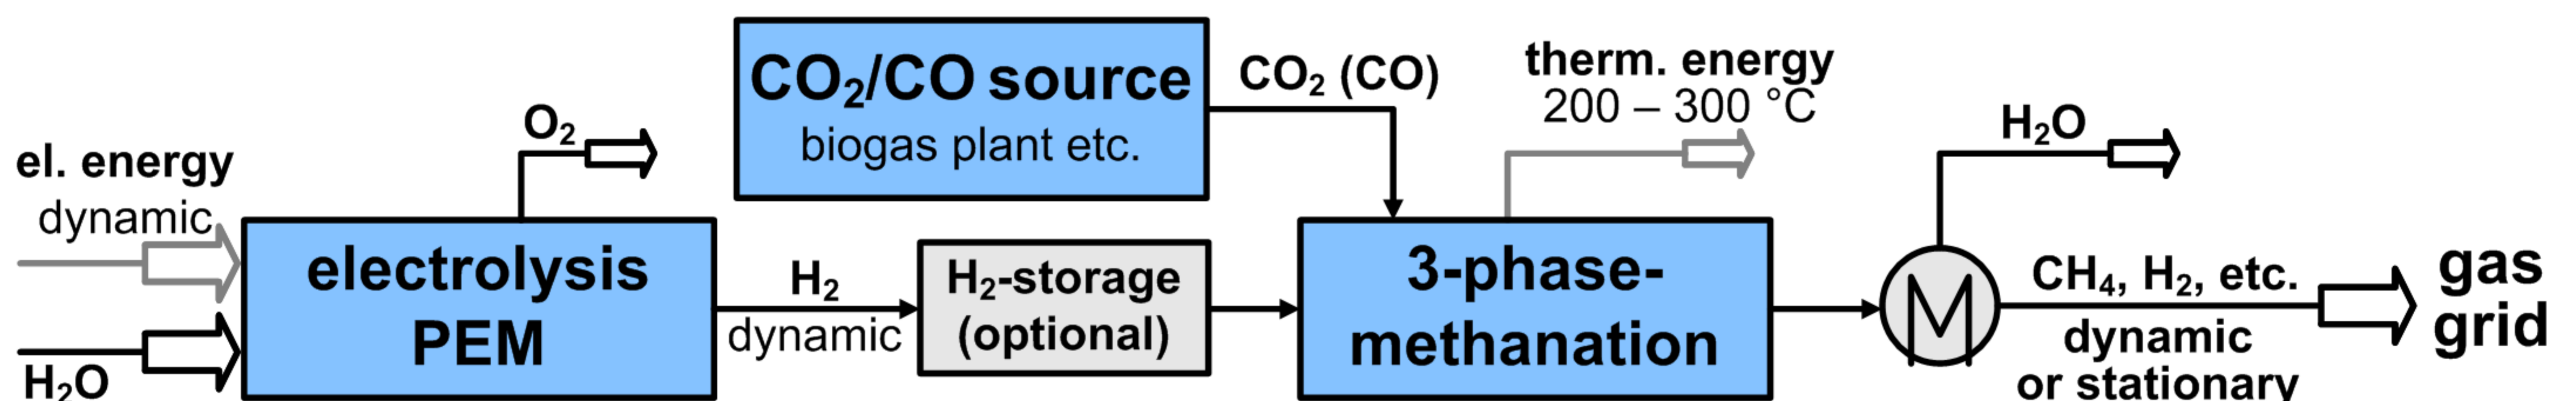 el. energy
dynamic
H₂O
electrolysis
PEM
O₂
H₂
dynamic
CO₂/CO source
biogas plant etc.
CO₂ (CO)
H₂-storage
(optional)
3-phase-
methanation
therm. energy
200 – 300 °C
H₂O
CH₄, H₂, etc.
dynamic
or stationary
gas
grid